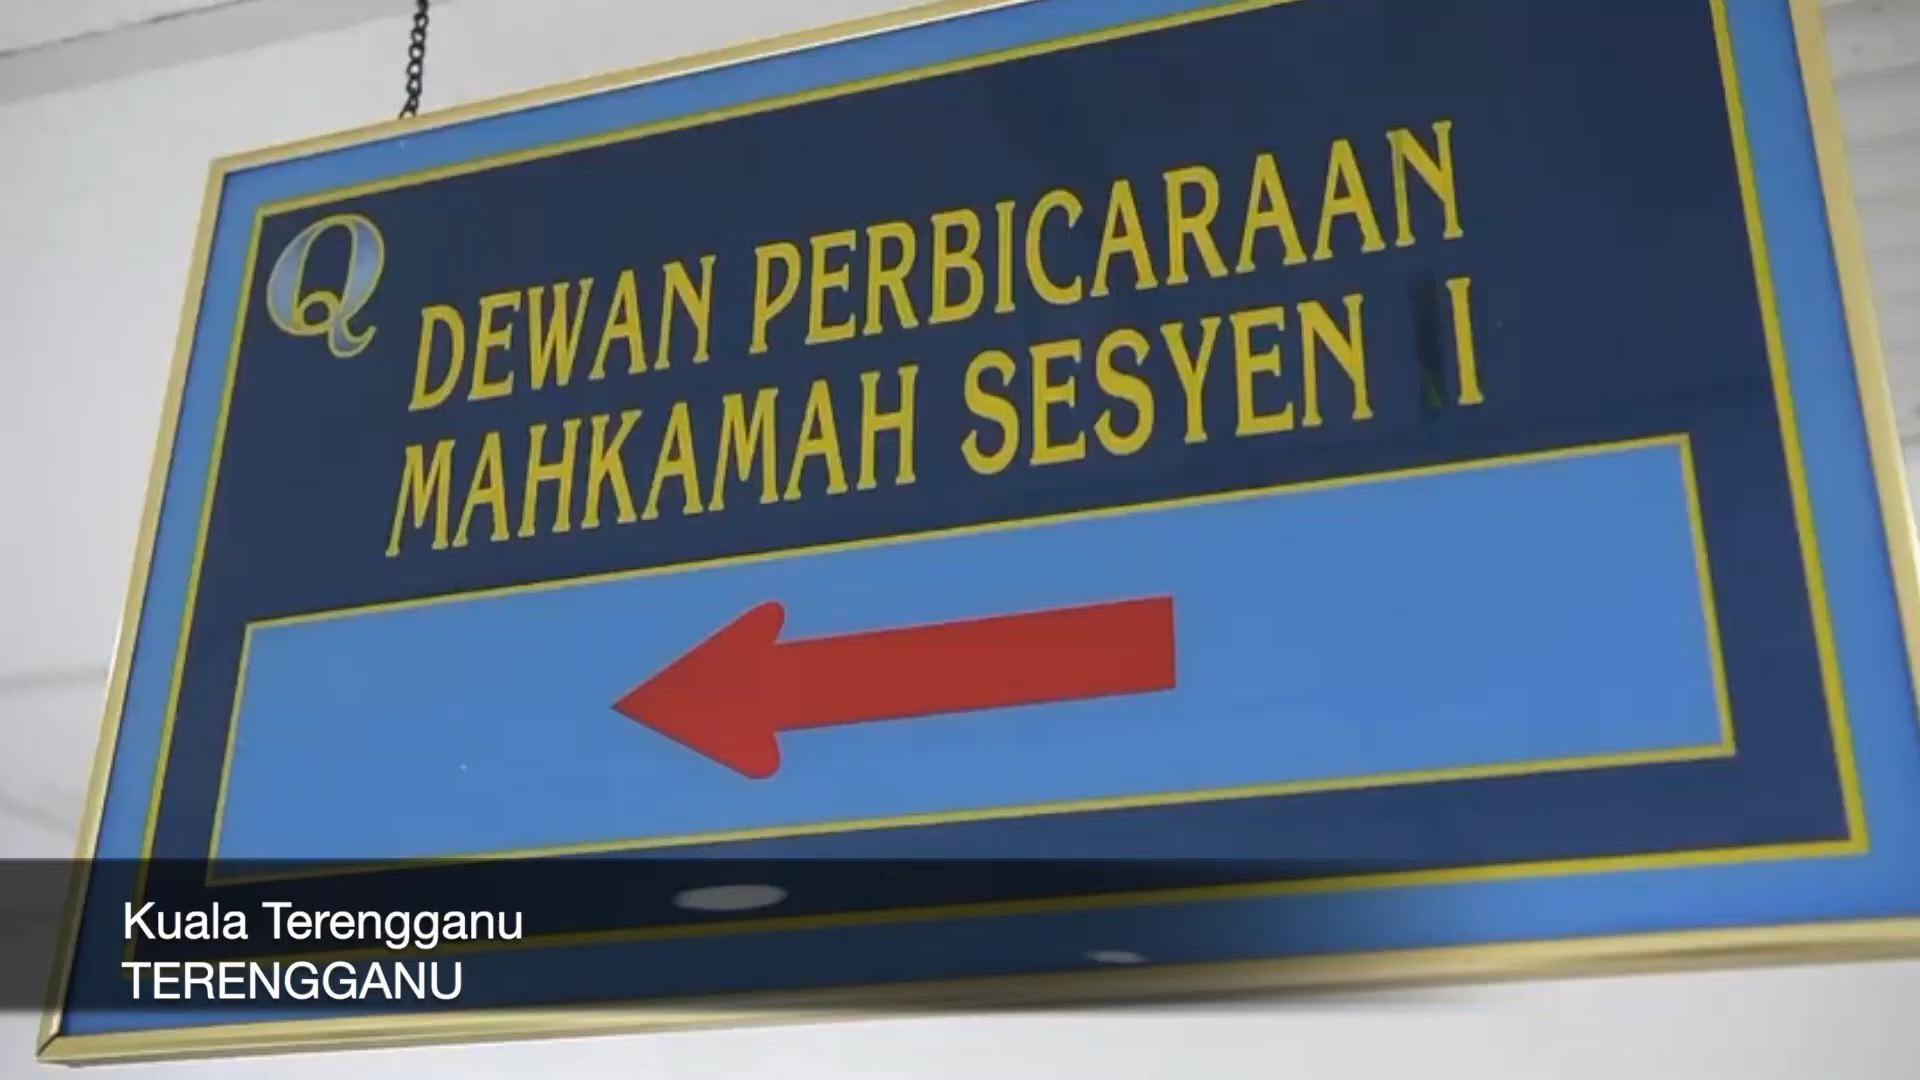 Q
DEWAN PERBICARAAN
MAHKAMAH SESYEN I
Kuala Terengganu
TERENGGANU